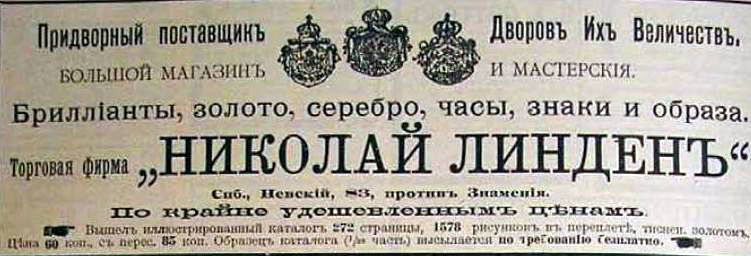 Придворный поставщикъ Дворовъ Ихъ Величествъ.
БОЛЬШОЙ МАГАЗИНЪ И МАСТЕРСКІЯ.
Брилліанты, золото, серебро, часы, знаки и образа.
Торговая фирма „НИКОЛАЙ ЛИНДЕНЪ“
Спб., Невскій, 83, противъ Знаменія.
По крайне удешевленнымъ цѣнамъ.
Вышелъ иллюстрированный каталогъ 272 страницы, 1578 рисунковъ въ переплетѣ, тиснен. золотомъ.
Цѣна 60 коп., съ перес. 85 коп. Образецъ каталога (1/20 часть) высылается по требованію безплатно.